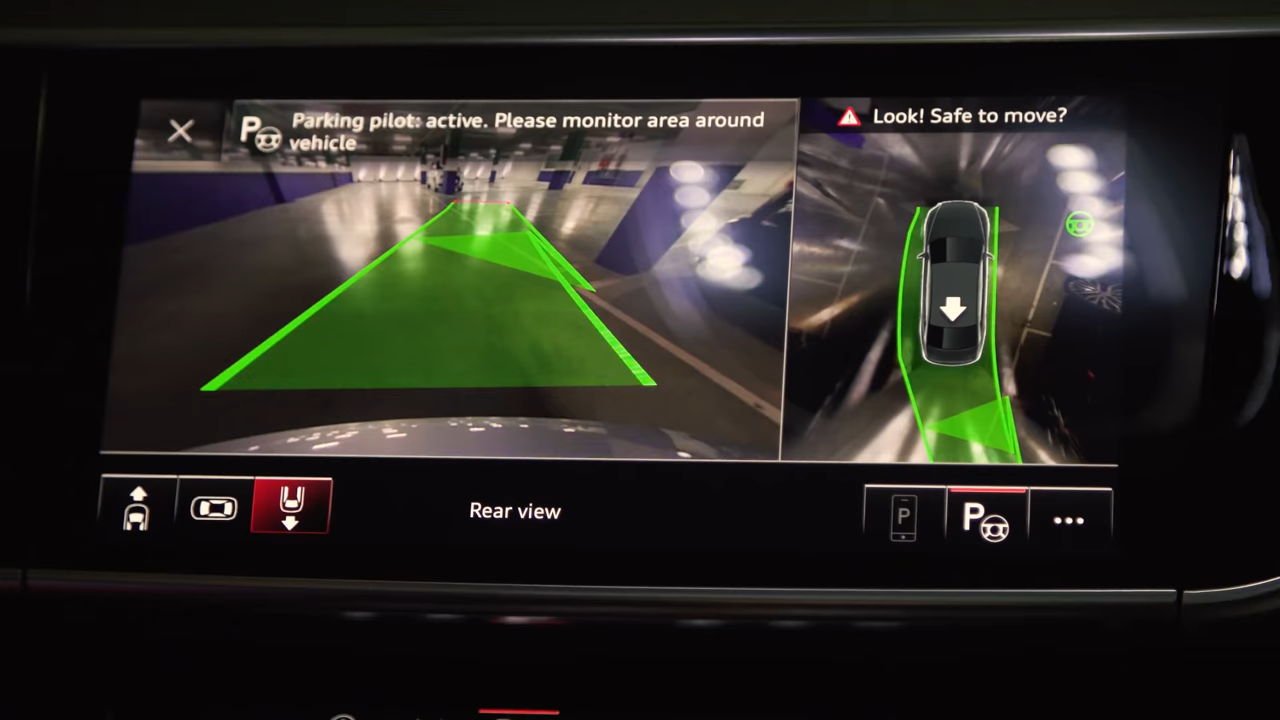 Parking pilot: active. Please monitor area around
vehicle
P
Look! Safe to move?
Rear view
P
P